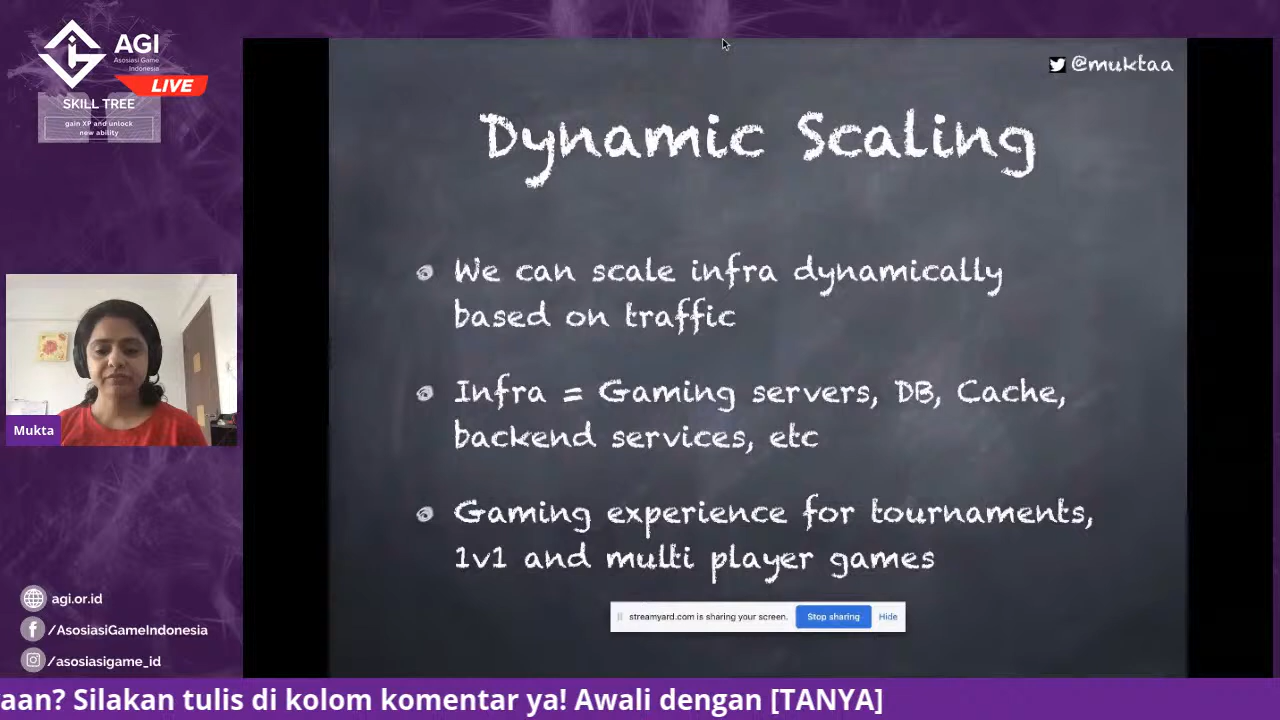 AGI
Asosiasi Game
Indonesia
LIVE
SKILL TREE
gain XP and unlock
new ability
@muktaa
Dynamic Scaling
We can scale infra dynamically
based on traffic
Infra = Gaming servers, DB, Cache,
backend services, etc
Gaming experience for tournaments,
1v1 and multi player games
streamyard.com is sharing your screen.
Stop sharing
Hide
Mukta
agi.or.id
/AsosiasiGameIndonesia
/asosiasigame_id
aan? Silakan tulis di kolom komentar ya! Awali dengan [TANYA]